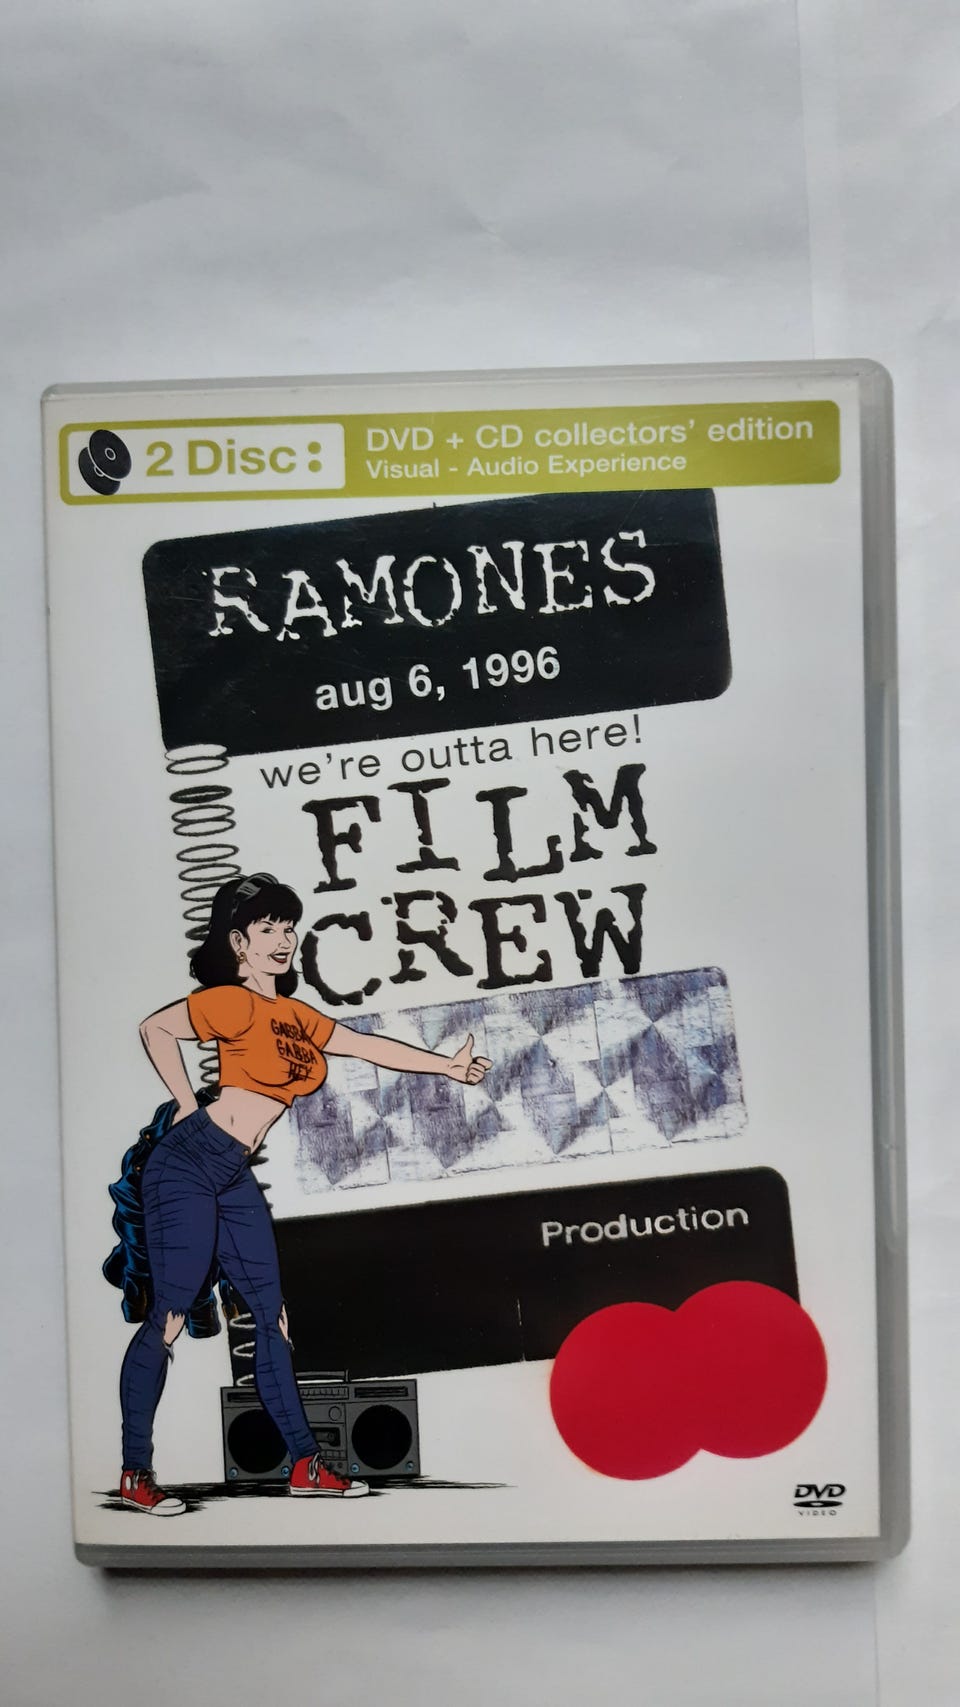 2 Disc:
DVD + CD collectors' edition
Visual - Audio Experience
RAMONES
aug 6, 1996
we're outta here!
FILM
CREW
GABBA
GABBA
HEY
Production
DVD
VIDEO